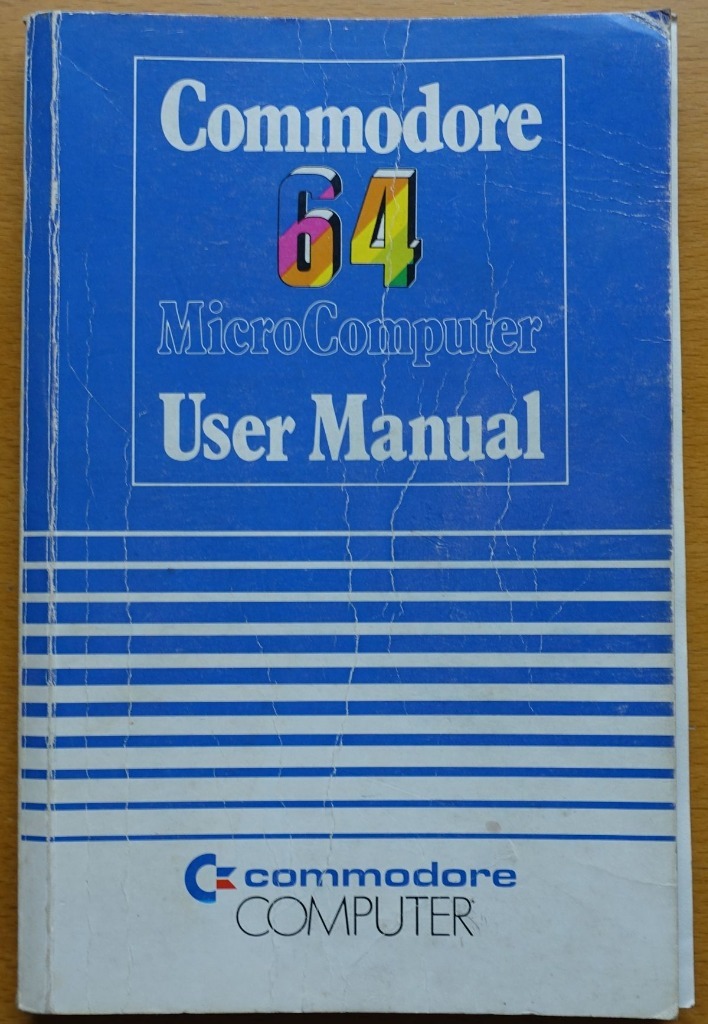 Commodore
64
MicroComputer
User Manual
commodore
COMPUTER